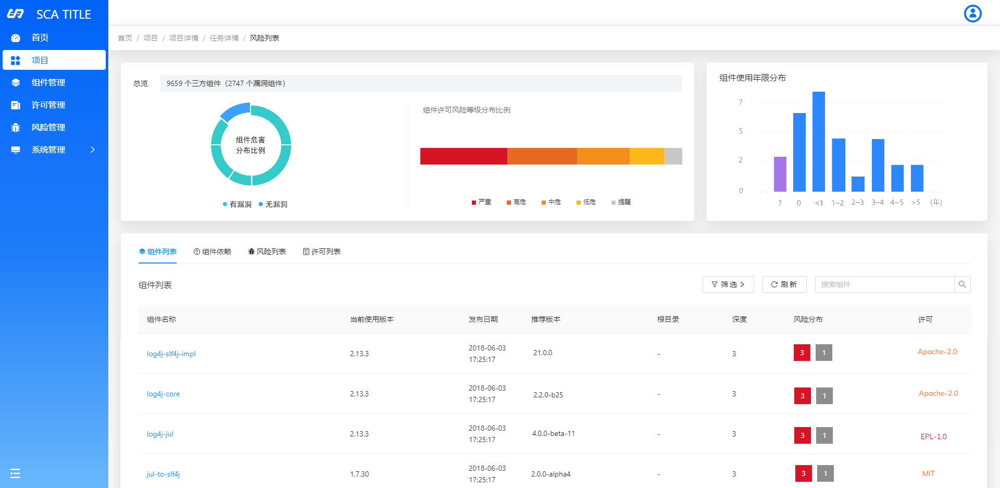 SCA TITLE
首页
项目
组件管理
许可管理
风险管理
系统管理
首页 / 项目 / 项目详情 / 任务详情 / 风险列表
总览
9659 个三方组件（2747 个漏洞组件）
组件危害
分布比例
有漏洞 无漏洞
组件许可风险等级分布比例
严重 高危 中危 低危 提醒
组件使用年限分布
7
5
2
0
? 0 <1 1~2 2~3 3~4 4~5 >5 (年)
组件列表 组件依赖 风险列表 许可列表
组件列表
筛选 刷新 搜索组件
组件名称 当前使用版本 发布日期 推荐版本 根目录 深度 风险分布 许可
log4j-slf4j-impl 2.13.3 2018-06-03 17:25:17 21.0.0 - 3 3 1 Apache-2.0
log4j-core 2.13.3 2018-06-03 17:25:17 2.2.0-b25 - 3 3 1 Apache-2.0
log4j-jul 2.13.3 2018-06-03 17:25:17 4.0.0-beta-11 - 3 3 1 EPL-1.0
jul-to-slf4j 1.7.30 2018-06-03 17:25:17 2.0.0-alpha4 - 3 3 1 MIT